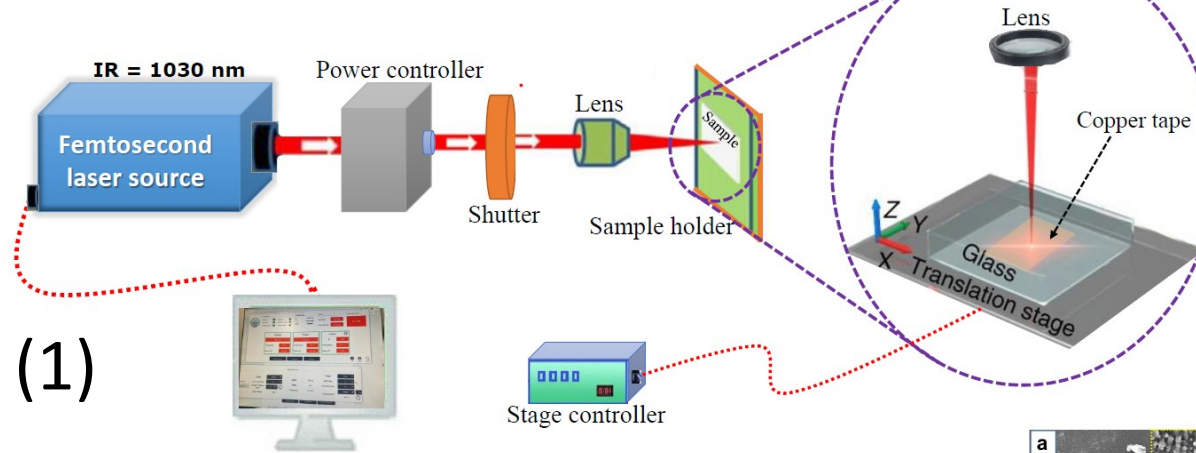 IR = 1030 nm
Femtosecond
laser source
Power controller
Shutter
Lens
Sample
Sample holder
Lens
Copper tape
Z
Y
X
Glass
Translation stage
(1)
Stage controller
a